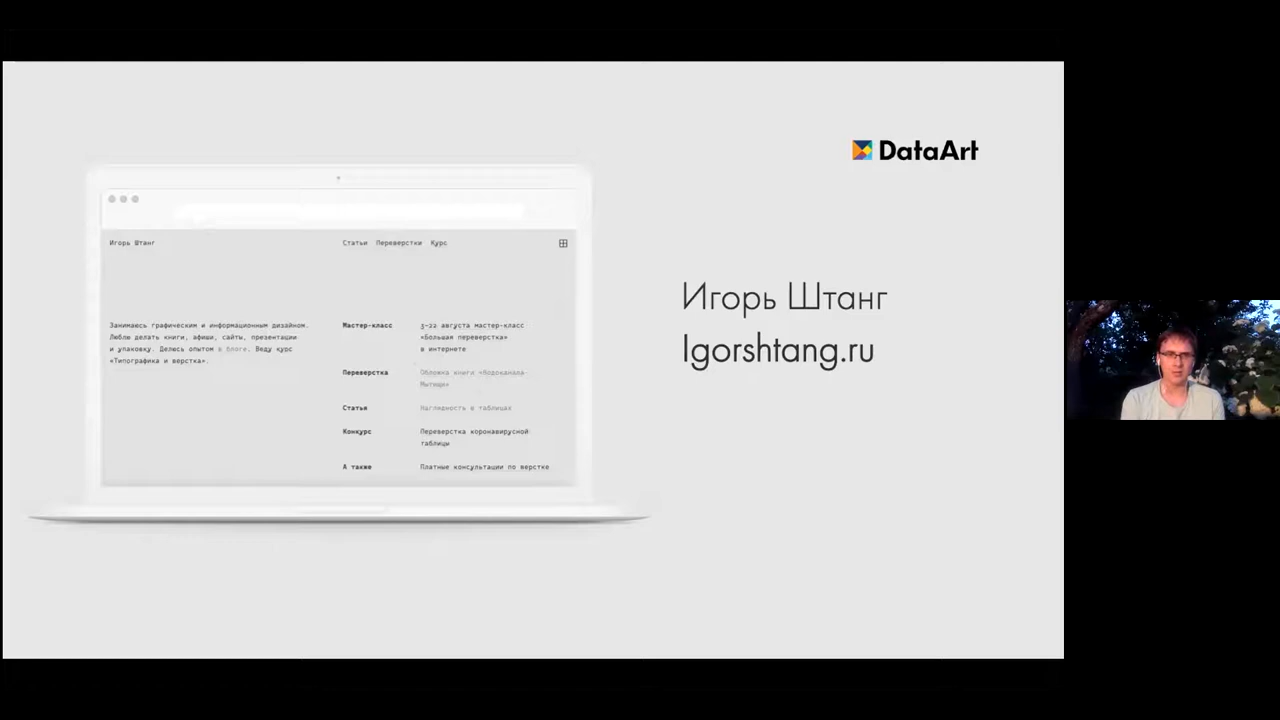 DataArt
Игорь Штанг
Статьи Переверстки Курс
Занимаюсь графическим и информационным дизайном.
Люблю делать книги, афиши, сайты, презентации
и упаковку. Делюсь опытом в блоге. Веду курс
«Типографика и верстка».
Мастер-класс
3–22 августа мастер-класс
«Большая переверстка»
в интернете
Переверстка
Обложка книги «Водоканала-
Мытищи»
Статья
Наглядность в таблицах
Конкурс
Переверстка коронавирусной
таблицы
А также
Платные консультации по верстке
Игорь Штанг
Igorshtang.ru